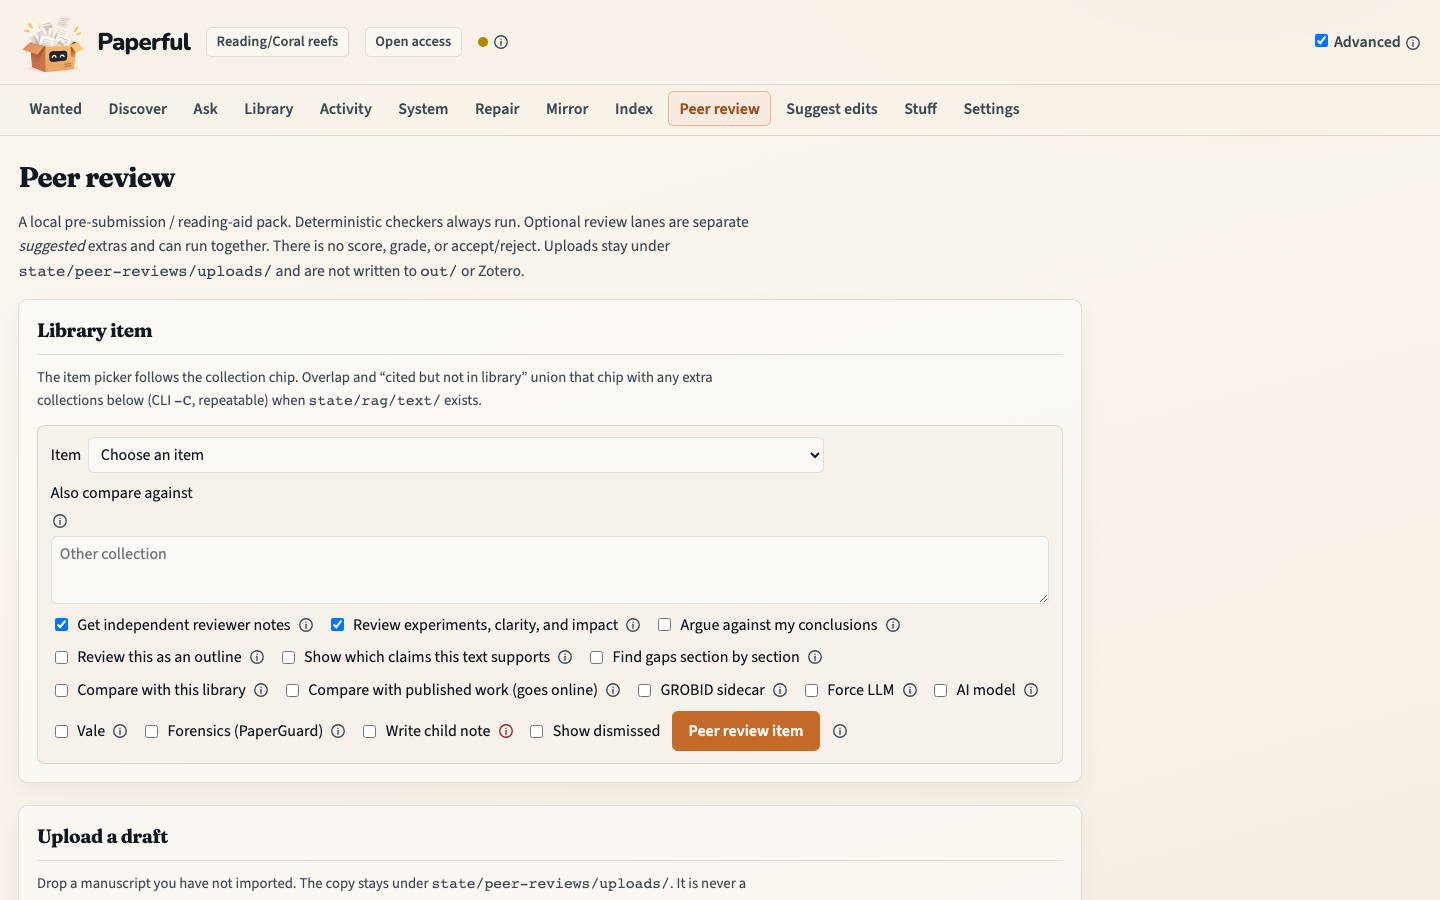 Paperful
Reading/Coral reefs
Open access
Advanced
Wanted Discover Ask Library Activity System Repair Mirror Index Peer review Suggest edits Stuff Settings
Peer review
A local pre-submission / reading-aid pack. Deterministic checkers always run. Optional review lanes are separate
suggested extras and can run together. There is no score, grade, or accept/reject. Uploads stay under
state/peer-reviews/uploads/ and are not written to out/ or Zotero.
Library item
The item picker follows the collection chip. Overlap and “cited but not in library” union that chip with any extra
collections below (CLI -C, repeatable) when state/rag/text/ exists.
Item Choose an item
Also compare against
Other collection
Get independent reviewer notes Review experiments, clarity, and impact Argue against my conclusions
Review this as an outline Show which claims this text supports Find gaps section by section
Compare with this library Compare with published work (goes online) GROBID sidecar Force LLM AI model
Vale Forensics (PaperGuard) Write child note Show dismissed Peer review item
Upload a draft
Drop a manuscript you have not imported. The copy stays under state/peer-reviews/uploads/. It is never a